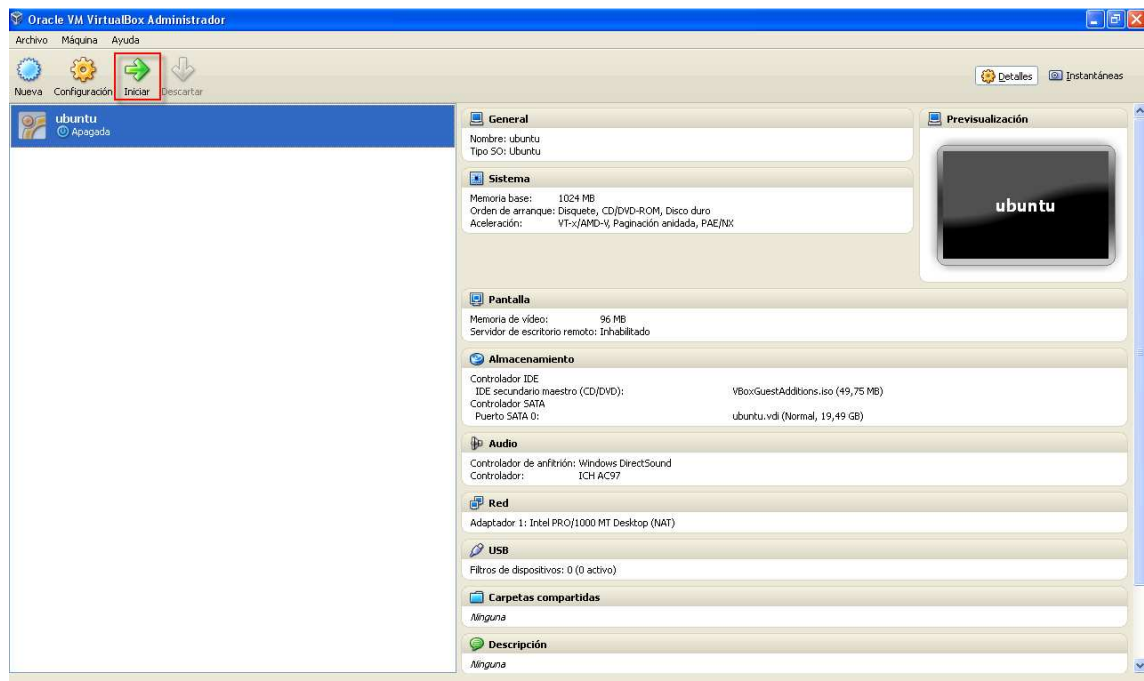 Oracle VM VirtualBox Administrador
Archivo Máquina Ayuda
Nueva Configuración Iniciar Descartar
Detalles Instantáneas
ubuntu
Apagada
General
Nombre: ubuntu
Tipo SO: Ubuntu
Sistema
Memoria base: 1024 MB
Orden de arranque: Disquete, CD/DVD-ROM, Disco duro
Aceleración: VT-x/AMD-V, Paginación anidada, PAE/NX
Previsualización
ubuntu
Pantalla
Memoria de vídeo: 96 MB
Servidor de escritorio remoto: Inhabilitado
Almacenamiento
Controlador IDE
IDE secundario maestro (CD/DVD): VBoxGuestAdditions.iso (49,75 MB)
Controlador SATA
Puerto SATA 0: ubuntu.vdi (Normal, 19,49 GB)
Audio
Controlador de anfitrión: Windows DirectSound
Controlador: ICH AC97
Red
Adaptador 1: Intel PRO/1000 MT Desktop (NAT)
USB
Filtros de dispositivos: 0 (0 activo)
Carpetas compartidas
Ninguna
Descripción
Ninguna